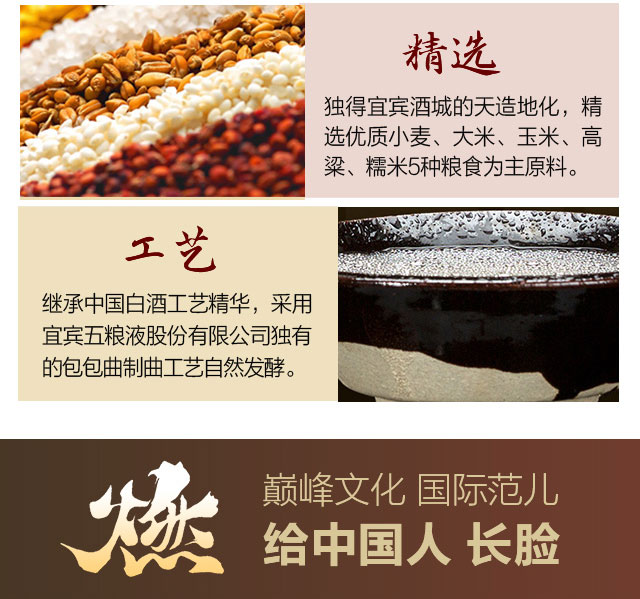 精选
独得宜宾酒城的天造地化，精
选优质小麦、大米、玉米、高
粱、糯米5种粮食为主原料。
工艺
继承中国白酒工艺精华，采用
宜宾五粮液股份有限公司独有
的包包曲制曲工艺自然发酵。
燃
巅峰文化 国际范儿
给中国人 长脸